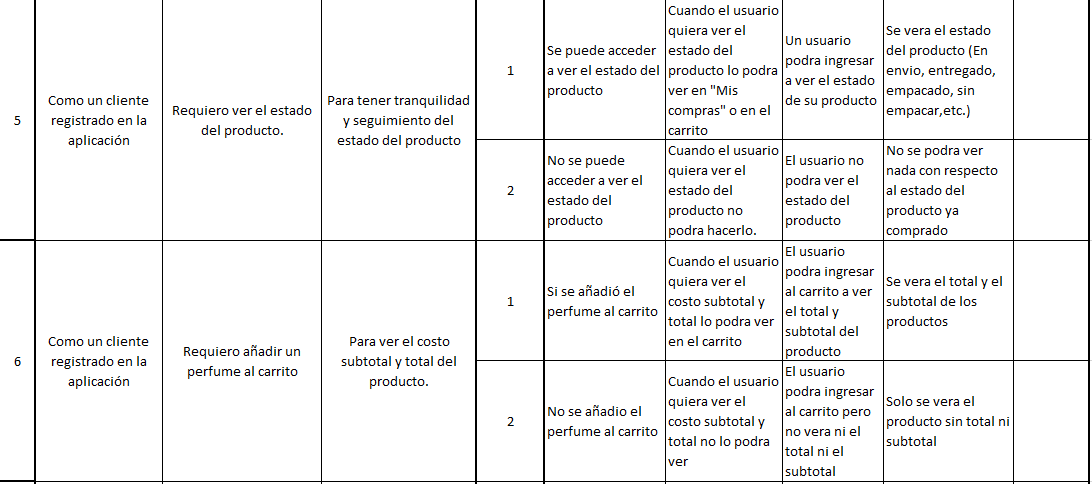 5
Como un cliente
registrado en la
aplicación
Requiero ver el estado
del producto.
Para tener tranquilidad
y seguimiento del
estado del producto
1
Se puede acceder
a ver el estado del
producto
Cuando el usuario
quiera ver el
estado del
producto lo podra
ver en "Mis
compras" o en el
carrito
Un usuario
podra ingresar
a ver el estado
de su producto
Se vera el estado
del producto (En
envio, entregado,
empacado, sin
empacar,etc.)
2
No se puede
acceder a ver el
estado del
producto
Cuando el usuario
quiera ver el
estado del
producto no
podra hacerlo.
El usuario no
podra ver el
estado del
producto
No se podra ver
nada con respecto
al estado del
producto ya
comprado
6
Como un cliente
registrado en la
aplicación
Requiero añadir un
perfume al carrito
Para ver el costo
subtotal y total del
producto.
1
Si se añadió el
perfume al carrito
Cuando el usuario
quiera ver el
costo subtotal y
total lo podra ver
en el carrito
El usuario
podra ingresar
al carrito a ver
el total y
subtotal del
producto
Se vera el total y el
subtotal de los
productos
2
No se añadio el
perfume al carrito
Cuando el usuario
quiera ver el
costo subtotal y
total no lo podra
ver
El usuario
podra ingresar
al carrito pero
no vera ni el
total ni el
subtotal
Solo se vera el
producto sin total ni
subtotal